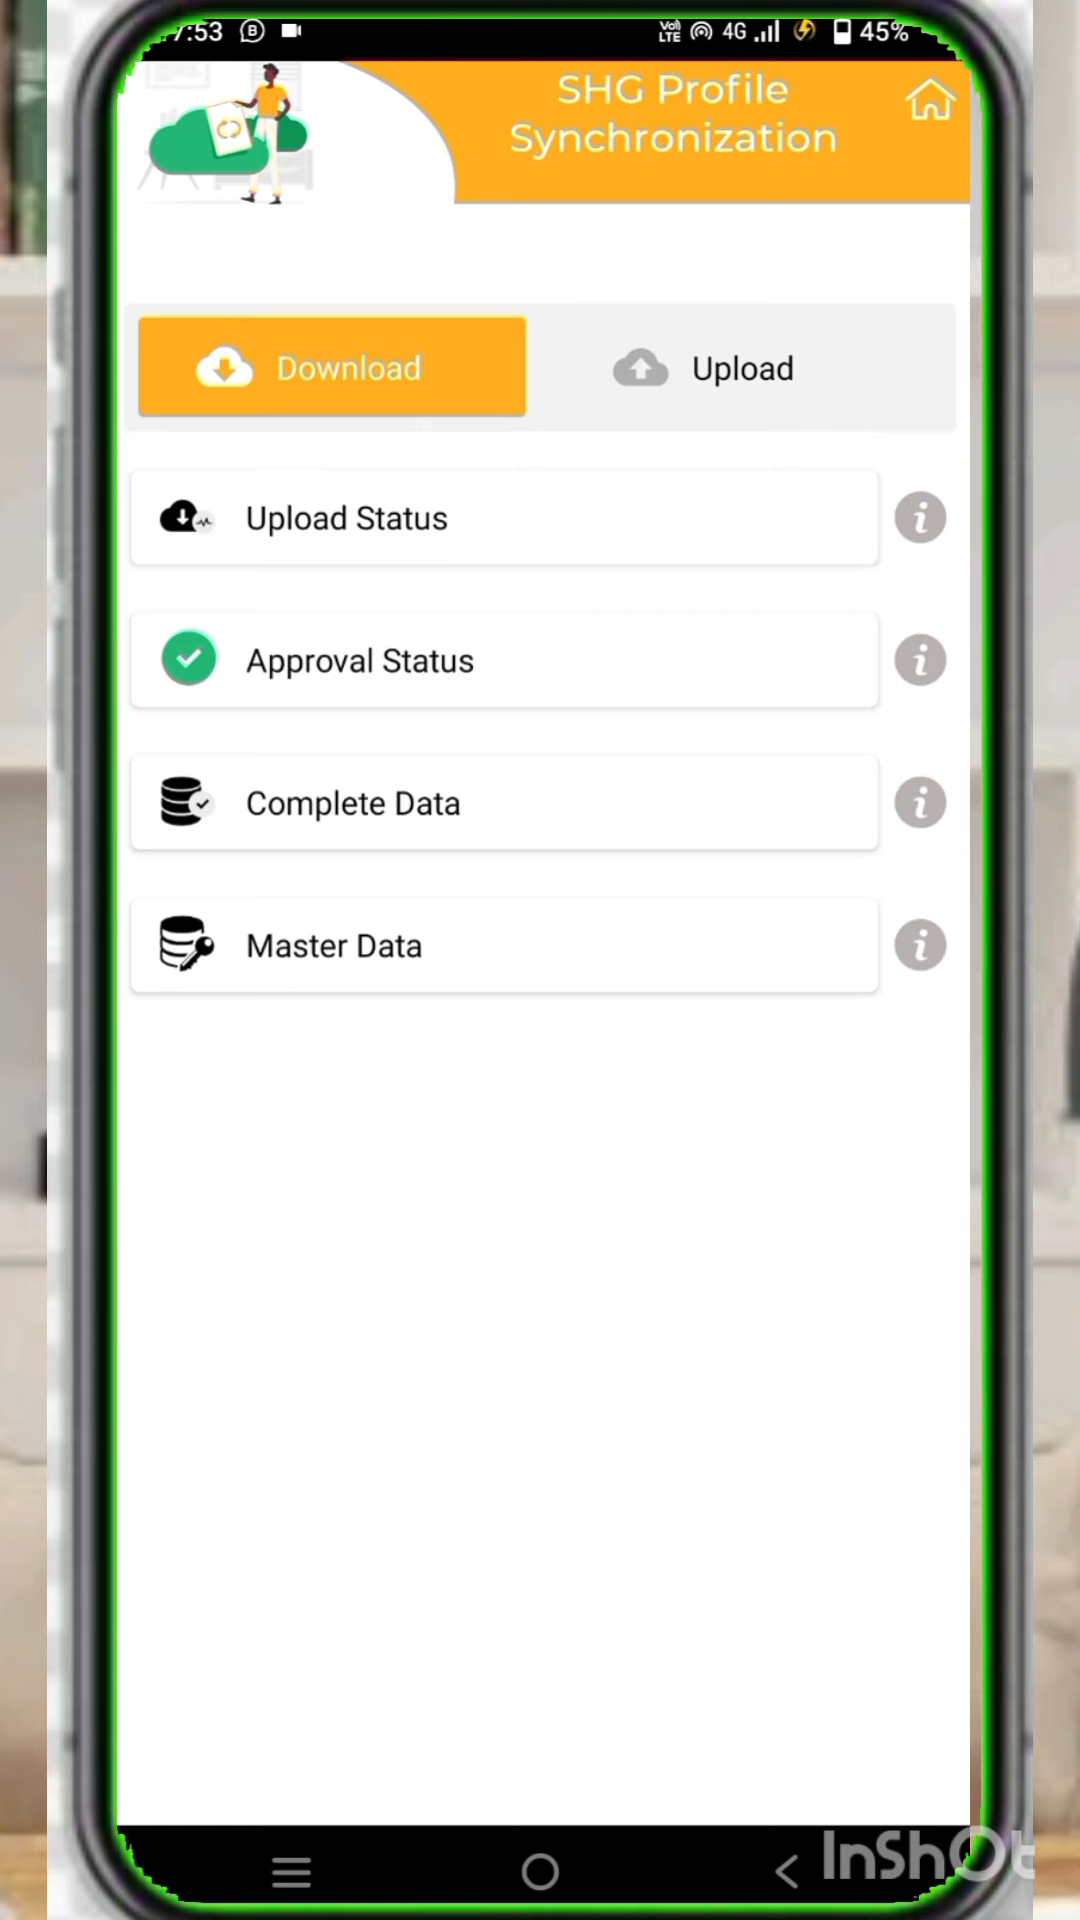 7:53 4G 45%
SHG Profile
Synchronization
Download
Upload
Upload Status
Approval Status
Complete Data
Master Data
InShOt